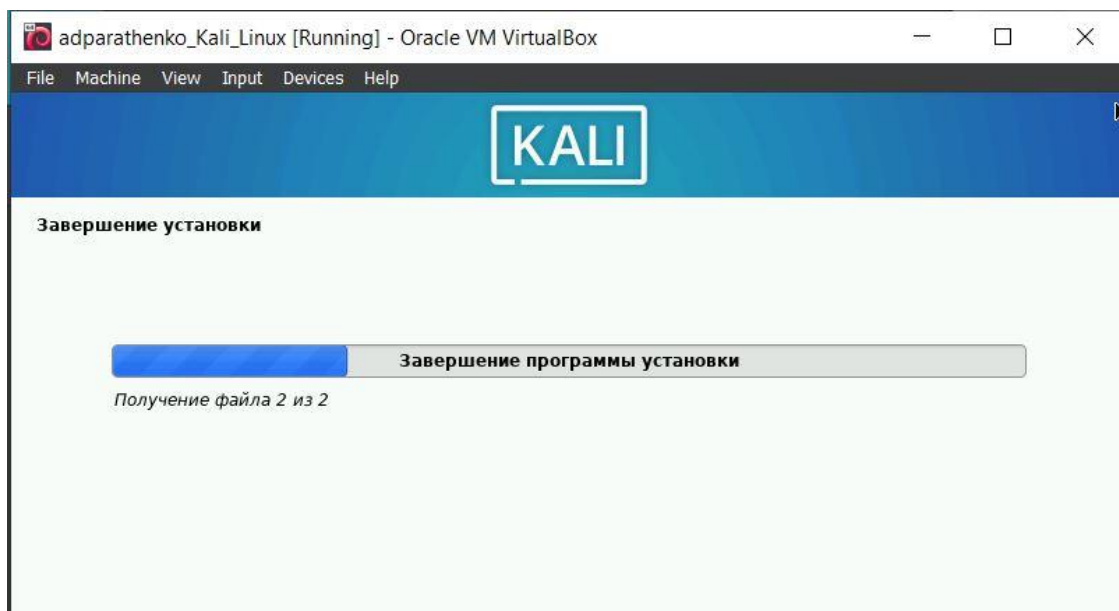 adparathenko_Kali_Linux [Running] - Oracle VM VirtualBox
File Machine View Input Devices Help
KALI
Завершение установки
Завершение программы установки
Получение файла 2 из 2